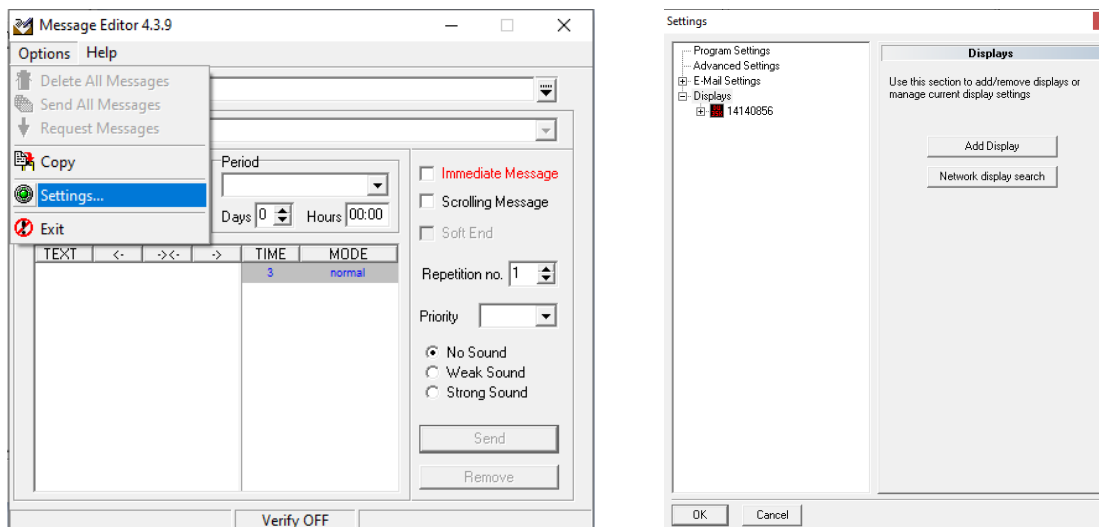 Message Editor 4.3.9
Options Help
Delete All Messages
Send All Messages
Request Messages
Copy
Settings...
Exit
Period
Days 0 Hours 00:00
TEXT <- -><- -> TIME MODE
3 normal
Immediate Message
Scrolling Message
Soft End
Repetition no. 1
Priority
No Sound
Weak Sound
Strong Sound
Send
Remove
Verify OFF
Settings
Program Settings
Advanced Settings
E-Mail Settings
Displays
14140856
Displays
Use this section to add/remove displays or
manage current display settings
Add Display
Network display search
OK Cancel